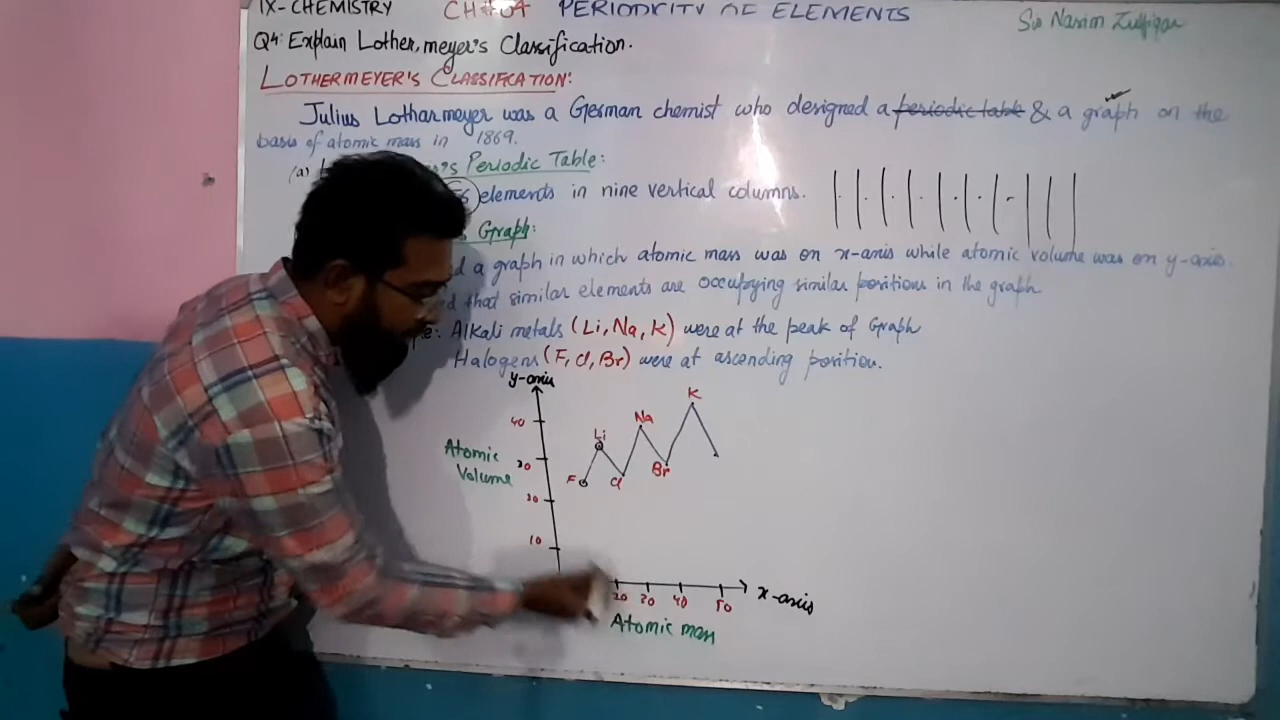 IX- CHEMISTRY CH#04 PERIODICITY OF ELEMENTS
Sir Nasim Zulfiqar
Q4: Explain Lother, meyer's Classification.
LOTHERMEYER'S CLASSIFICATION:
Julius Lotharmeyer was a German chemist who designed a periodic table & a graph on the
basis of atomic mass in 1869.
(a) 's Periodic Table:
elements in nine vertical columns.
Graph:
a graph in which atomic mass was on x-axis while atomic volume was on y-axis.
that similar elements are occupying similar positions in the graph
Alkali metals (Li, Na, K) were at the peak of Graph
Halogens (F, Cl, Br) were at ascending position.
y-axis
K
40
Na
Li
Atomic
Volume
30
Br
F
Cl
20
10
x-axis
20 30 40 50
Atomic mass